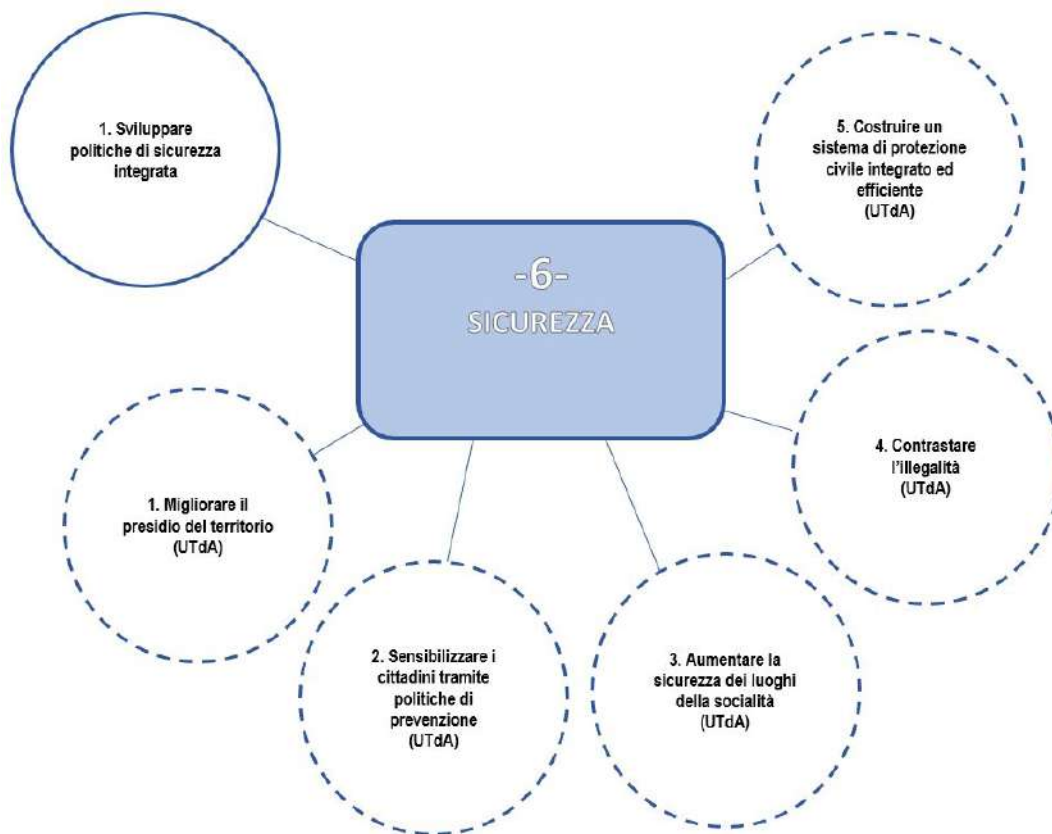 1. Sviluppare
politiche di sicurezza
integrata
5. Costruire un
sistema di protezione
civile integrato ed
efficiente
(UTdA)
-6-
SICUREZZA
4. Contrastare
l'illegalità
(UTdA)
1. Migliorare il
presidio del territorio
(UTdA)
2. Sensibilizzare i
cittadini tramite
politiche di
prevenzione
(UTdA)
3. Aumentare la
sicurezza dei luoghi
della socialità
(UTdA)